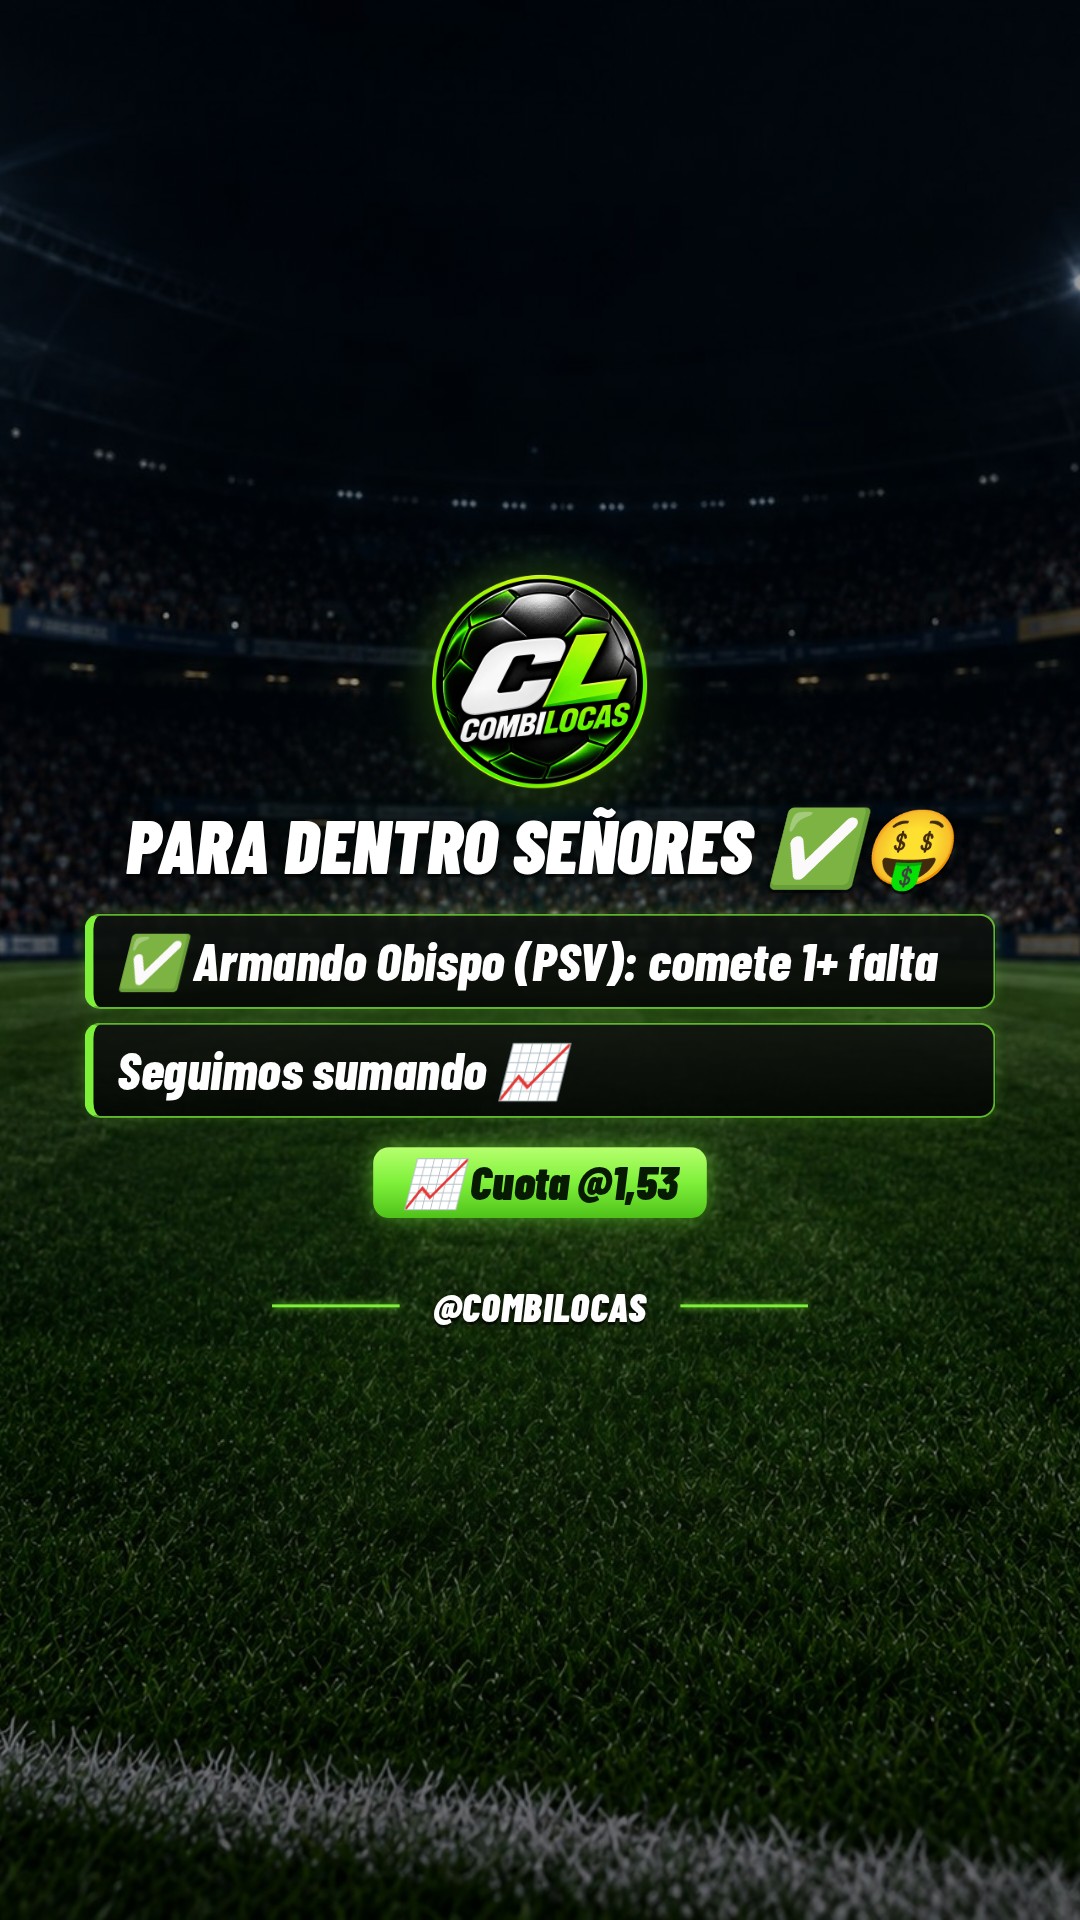 CL
COMBILOCAS
PARA DENTRO SEÑORES ✅🤑
✅ Armando Obispo (PSV): comete 1+ falta
Seguimos sumando 📈
📈 Cuota @1,53
@COMBILOCAS